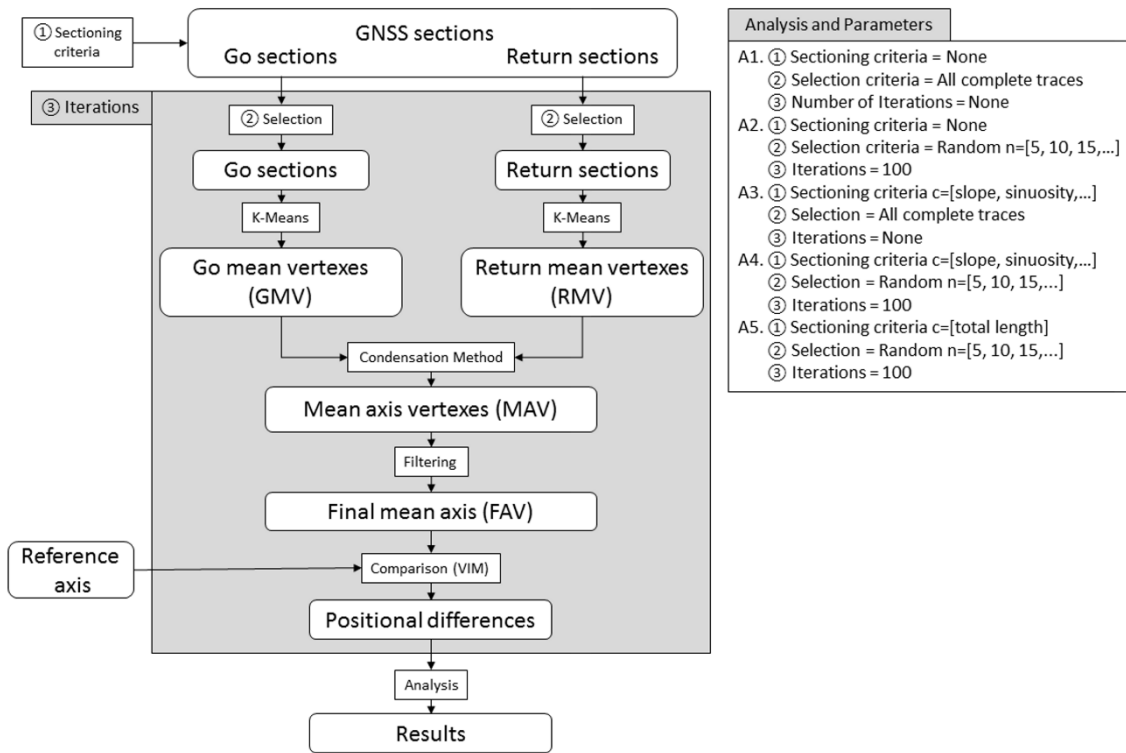 ① Sectioning
criteria
GNSS sections
Go sections
Return sections
③ Iterations
② Selection
② Selection
Go sections
Return sections
K-Means
K-Means
Go mean vertexes
(GMV)
Return mean vertexes
(RMV)
Condensation Method
Mean axis vertexes (MAV)
Filtering
Final mean axis (FAV)
Reference
axis
Comparison (VIM)
Positional differences
Analysis
Results
Analysis and Parameters
A1. ① Sectioning criteria = None
② Selection criteria = All complete traces
③ Number of Iterations = None
A2. ① Sectioning criteria = None
② Selection criteria = Random n=[5, 10, 15,...]
③ Iterations = 100
A3. ① Sectioning criteria c=[slope, sinuosity,...]
② Selection = All complete traces
③ Iterations = None
A4. ① Sectioning criteria c=[slope, sinuosity,...]
② Selection = Random n=[5, 10, 15,...]
③ Iterations = 100
A5. ① Sectioning criteria c=[total length]
② Selection = Random n=[5, 10, 15,...]
③ Iterations = 100